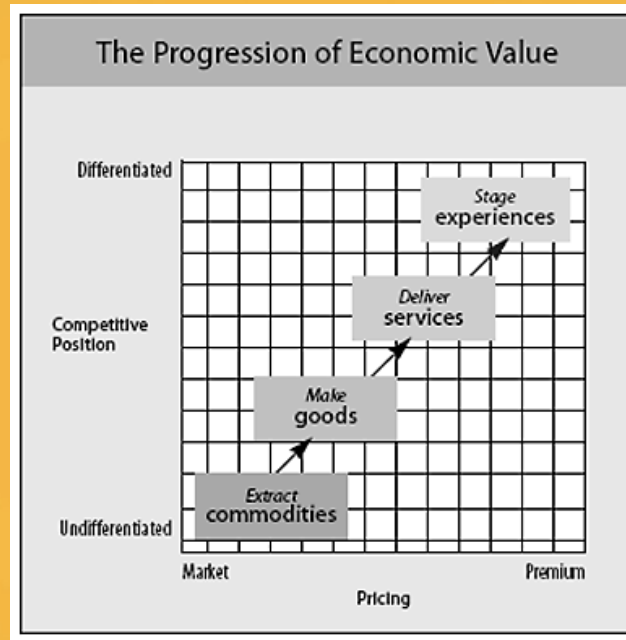 The Progression of Economic Value
Differentiated
Stage
experiences
Deliver
services
Competitive
Position
Make
goods
Extract
commodities
Undifferentiated
Market
Premium
Pricing